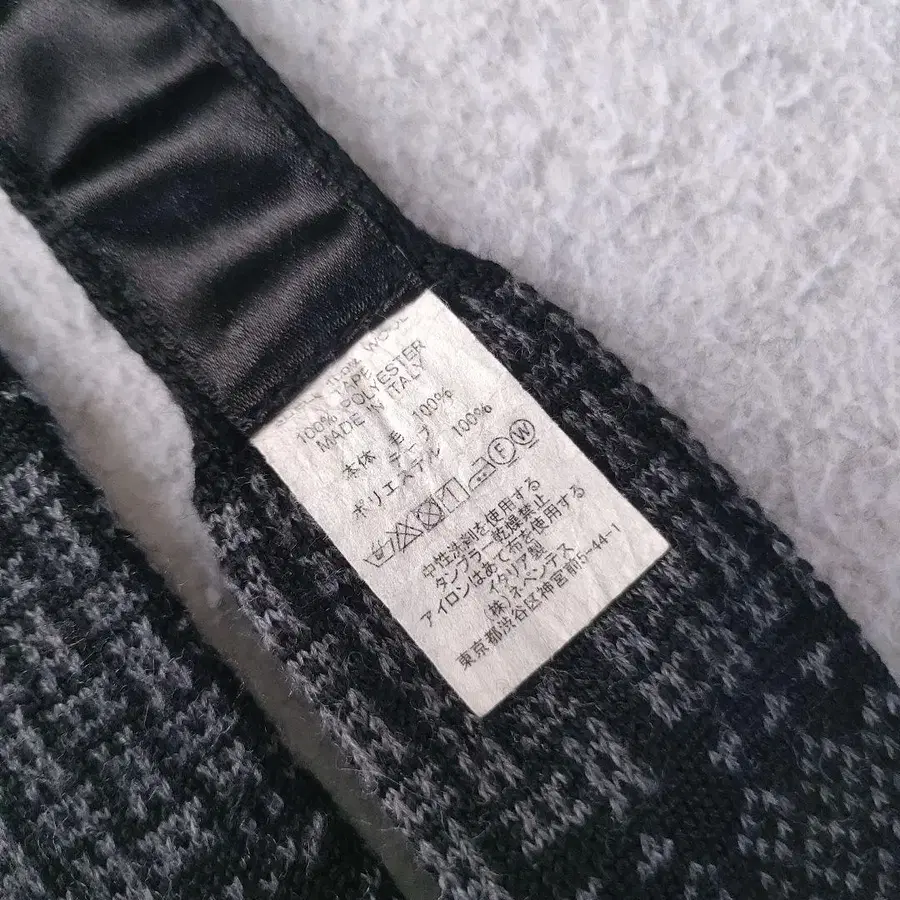 100% WOOL
TAPE
100% POLYESTER
MADE IN ITALY
本体 毛 100%
テープ
ポリエステル 100%
F W
中性洗剤を使用する
タンブラー乾燥禁止
アイロンはあて布を使用する
イタリア製
㈱ ネペンテス
東京都渋谷区神宮前5-44-1